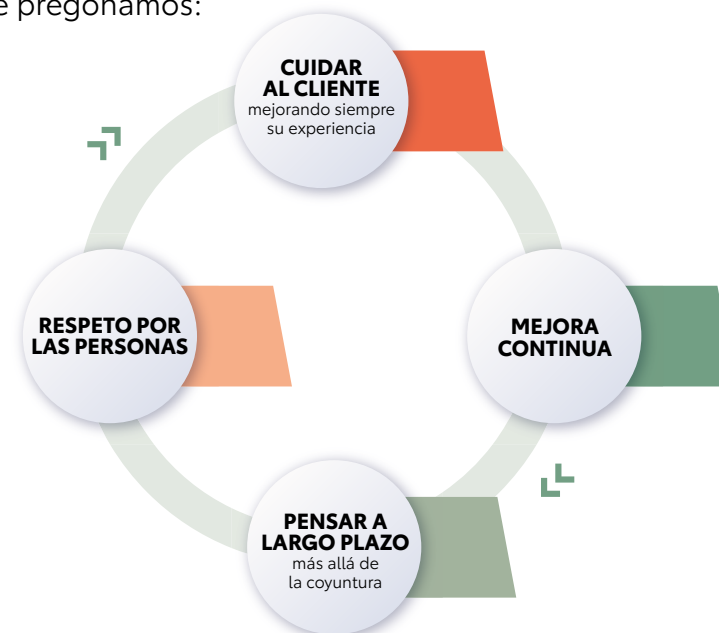 pregonamos:
CUIDAR
AL CLIENTE
mejorando siempre
su experiencia
RESPETO POR
LAS PERSONAS
MEJORA
CONTINUA
PENSAR A
LARGO PLAZO
más allá de
la coyuntura